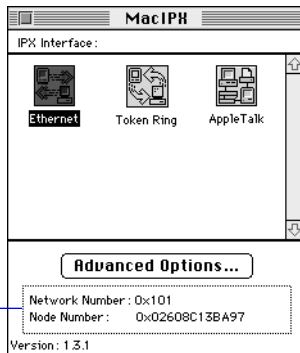 MacIPX
IPX Interface:
Ethernet Token Ring AppleTalk
Advanced Options...
Network Number: 0x101
Node Number: 0x02608C13BA97
Version: 1.3.1